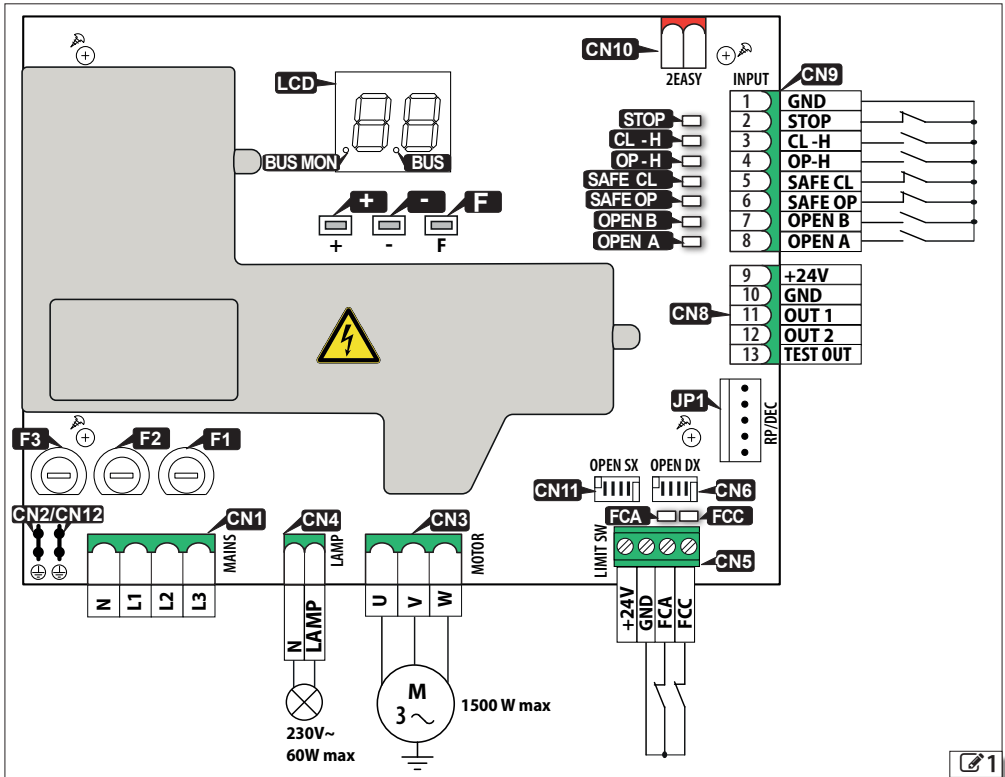 CN10
2EASY
LCD
BUS MON
BUS
+
-
F
+
-
F
STOP
CL - H
OP - H
SAFE CL
SAFE OP
OPEN B
OPEN A
INPUT
CN9
1 GND
2 STOP
3 CL -H
4 OP-H
5 SAFE CL
6 SAFE OP
7 OPEN B
8 OPEN A
CN8
9 +24V
10 GND
11 OUT 1
12 OUT 2
13 TEST OUT
JP1
RP/DEC
F3
F2
F1
CN2/CN12
CN1
MAINS
N
L1
L2
L3
CN4
LAMP
N
LAMP
230V~
60W max
CN3
MOTOR
U
V
W
M
3~
1500 W max
OPEN SX
OPEN DX
CN11
CN6
FCA
FCC
LIMIT SW
CN5
+24V
GND
FCA
FCC
1